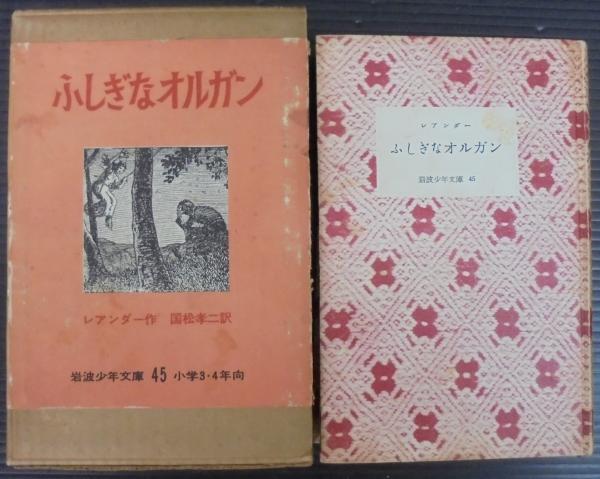 ふしぎなオルガン
レアンダー作 国松孝二訳
岩波少年文庫 45 小学3・4年向
レアンダー
ふしぎなオルガン
岩波少年文庫 45